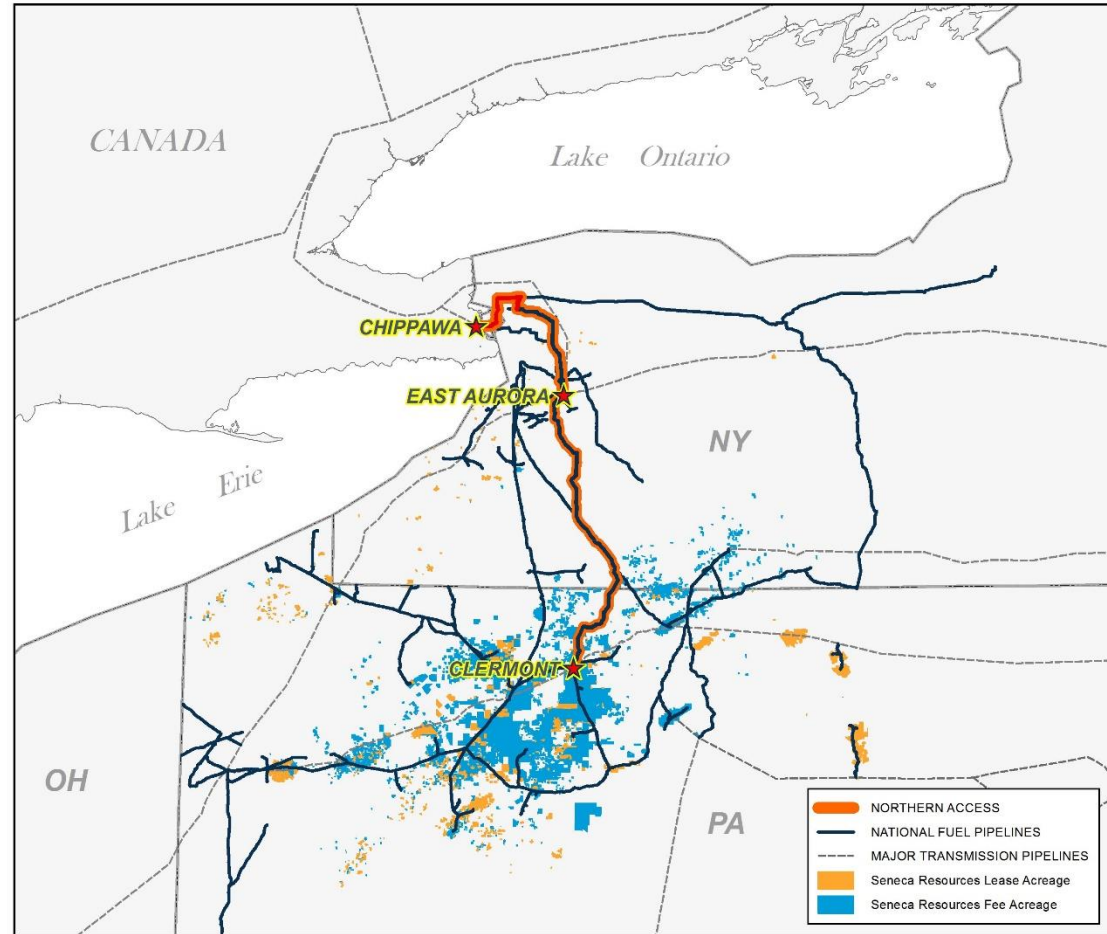 CANADA
Lake Ontario
CHIPPAWA
EAST AURORA
NY
Lake Erie
CLERMONT
OH
PA
NORTHERN ACCESS
NATIONAL FUEL PIPELINES
MAJOR TRANSMISSION PIPELINES
Seneca Resources Lease Acreage
Seneca Resources Fee Acreage